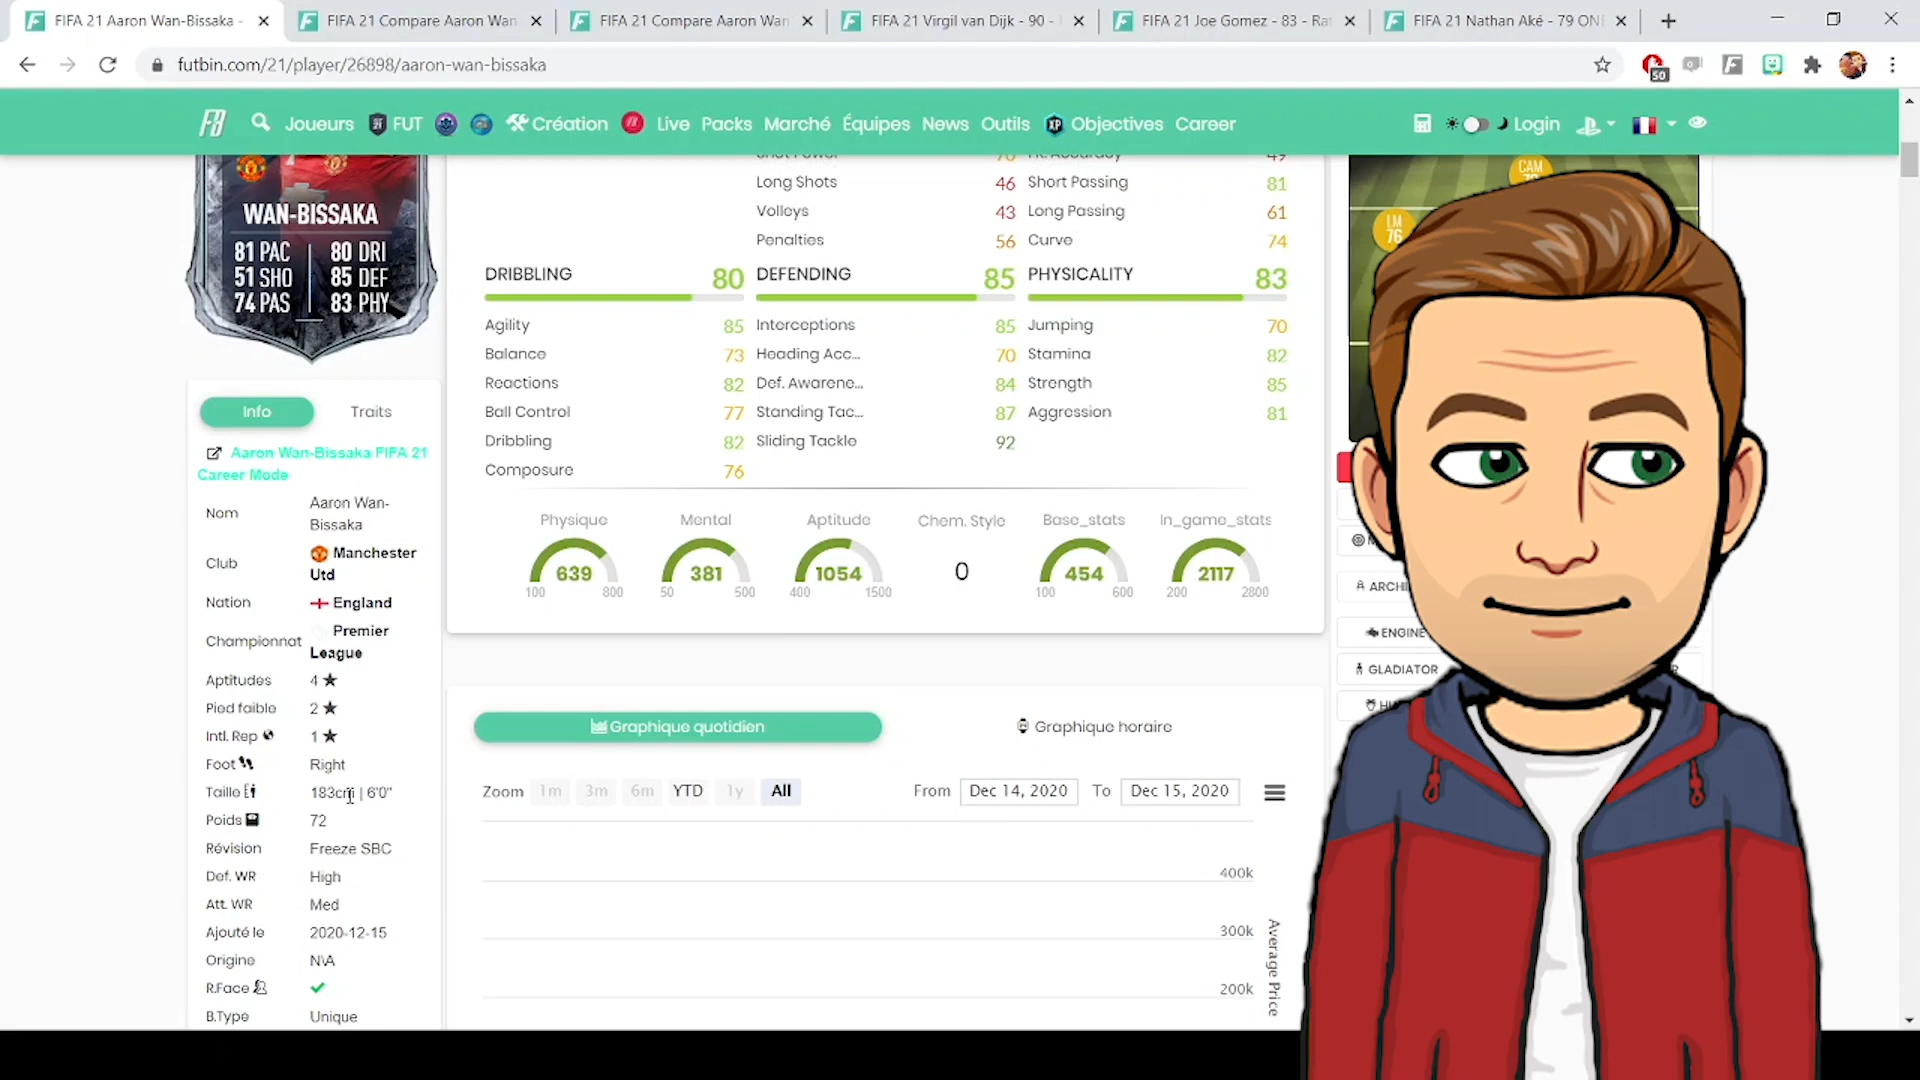 FIFA 21 Aaron Wan-Bissaka -
FIFA 21 Compare Aaron Wan
FIFA 21 Compare Aaron Wan
FIFA 21 Virgil van Dijk - 90 -
FIFA 21 Joe Gomez - 83 - Ra
FIFA 21 Nathan Aké - 79 ON
futbin.com/21/player/26898/aaron-wan-bissaka
50
Joueurs
FUT
Création
Live
Packs
Marché
Équipes
News
Outils
XP
Objectives
Career
Login
WAN-BISSAKA
81 PAC
80 DRI
51 SHO
85 DEF
74 PAS
83 PHY
Long Shots 46
Short Passing 81
Volleys 43
Long Passing 61
Penalties 56
Curve 74
DRIBBLING 80
DEFENDING 85
PHYSICALITY 83
Agility 85
Interceptions 85
Jumping 70
Balance 73
Heading Acc... 70
Stamina 82
Reactions 82
Def. Awarene... 84
Strength 85
Ball Control 77
Standing Tac... 87
Aggression 81
Dribbling 82
Sliding Tackle 92
Composure 76
Physique
Mental
Aptitude
Chem. Style
Base_stats
In_game_stats
639
381
1054
0
454
2117
100 800
50 500
400 1500
100 600
200 2800
CAM
LM
76
ARCHI
ENGINE
GLADIATOR
Info
Traits
Aaron Wan-Bissaka FIFA 21
Career Mode
Nom Aaron Wan-
Bissaka
Club Manchester
Utd
Nation England
Championnat Premier
League
Aptitudes 4
Pied faible 2
Intl. Rep 1
Foot Right
Taille 183cm | 6'0"
Poids 72
Révision Freeze SBC
Def. WR High
Att. WR Med
Ajouté le 2020-12-15
Origine N\A
R.Face
B.Type Unique
Graphique quotidien
Graphique horaire
Zoom 1m 3m 6m YTD 1y All
From Dec 14, 2020 To Dec 15, 2020
400k
300k
200k
Average Price